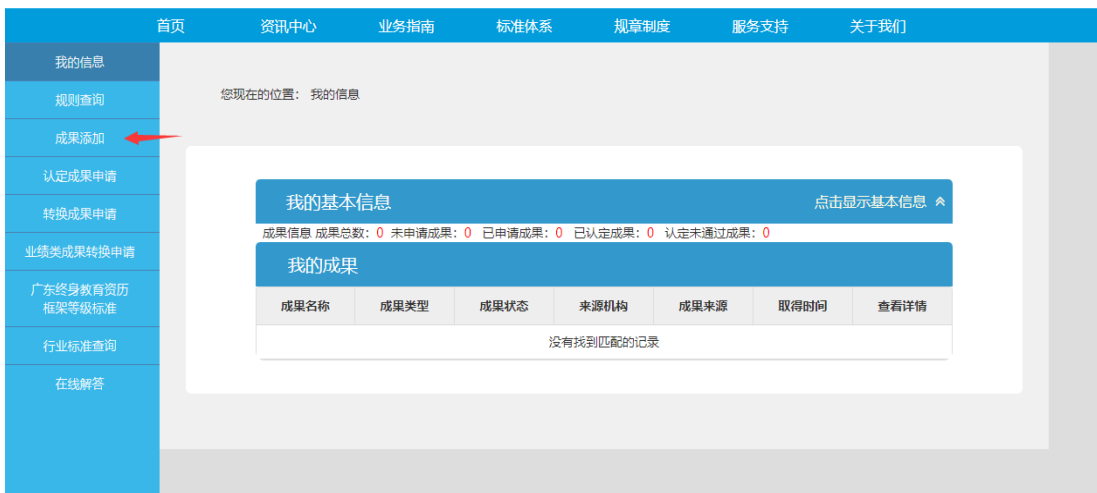 首页 资讯中心 业务指南 标准体系 规章制度 服务支持 关于我们
我的信息
规则查询
成果添加
认定成果申请
转换成果申请
业绩类成果转换申请
广东终身教育资历
框架等级标准
行业标准查询
在线解答
您现在的位置： 我的信息
我的基本信息 点击显示基本信息
成果信息 成果总数：0 未申请成果：0 已申请成果：0 已认定成果：0 认定未通过成果：0
我的成果
成果名称 成果类型 成果状态 来源机构 成果来源 取得时间 查看详情
没有找到匹配的记录